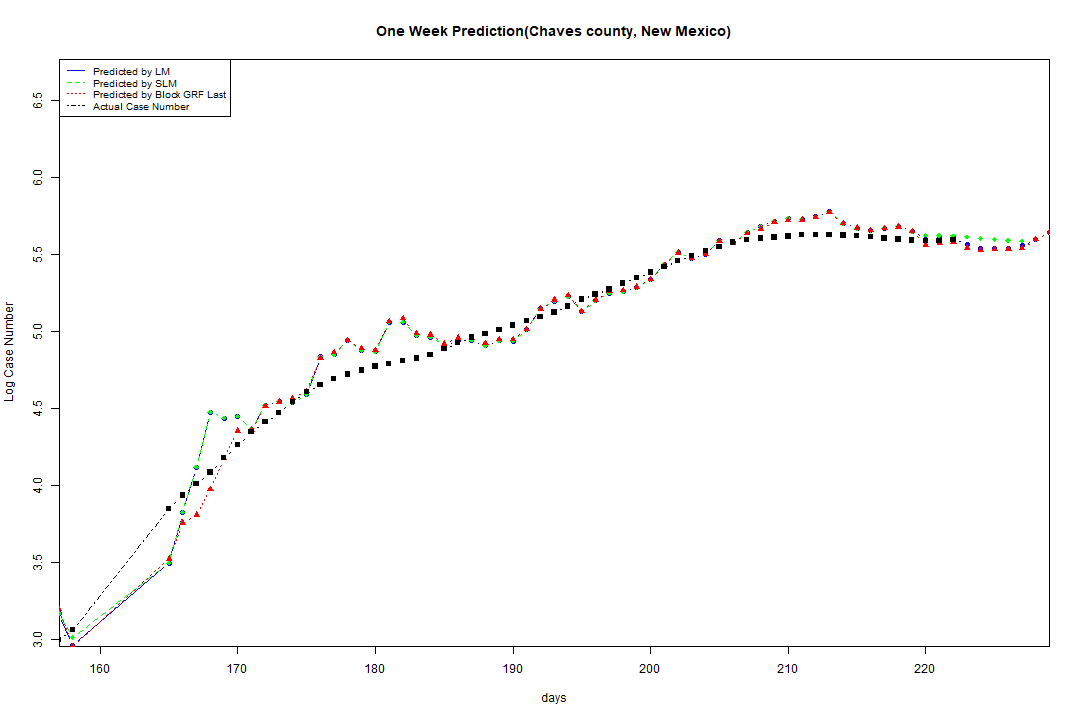 One Week Prediction(Chaves county, New Mexico)
Predicted by LM
Predicted by SLM
Predicted by Block GRF Last
Actual Case Number
Log Case Number
6.5
6.0
5.5
5.0
4.5
4.0
3.5
3.0
160 170 180 190 200 210 220
days